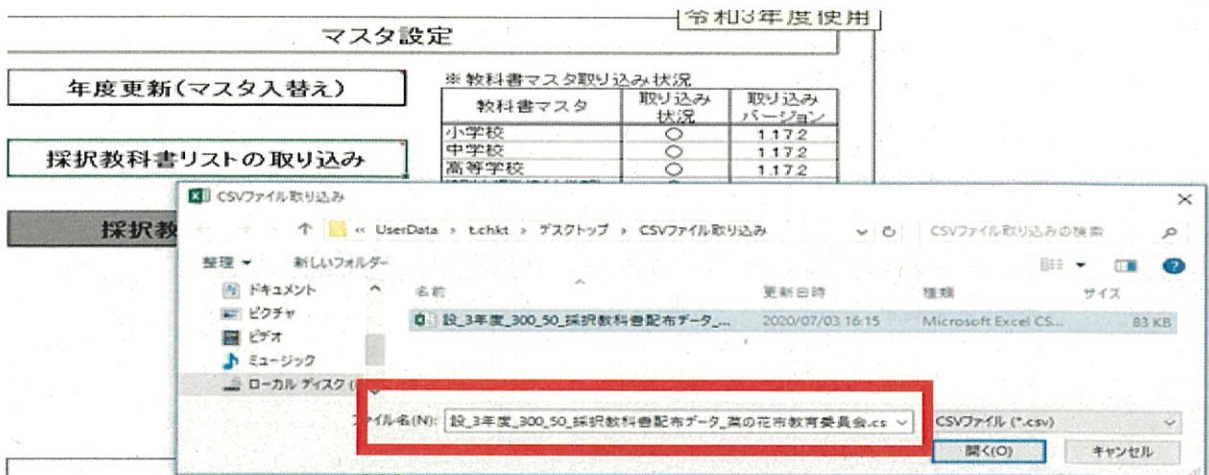 令和3年度使用
マスタ設定
年度更新(マスタ入替え)
※教科書マスタ取り込み状況
教科書マスタ 取り込み状況 取り込みバージョン
小学校 ○ 1.17.2
中学校 ○ 1.17.2
高等学校 ○ 1.17.2
採択教科書リストの取り込み
採択教
CSVファイル取り込み
« UserData > t.chkt > デスクトップ > CSVファイル取り込み
CSVファイル取り込みの検索
整理 新しいフォルダー
ドキュメント
ピクチャ
ビデオ
ミュージック
ローカル ディスク (
名前 更新日時 種類 サイズ
設_3年度_300_50_採択教科書配布データ_... 2020/07/03 16:15 Microsoft Excel CS... 83 KB
ファイル名(N): 設_3年度_300_50_採択教科書配布データ_菜の花市教育委員会.cs CSVファイル (*.csv)
開く(O) キャンセル